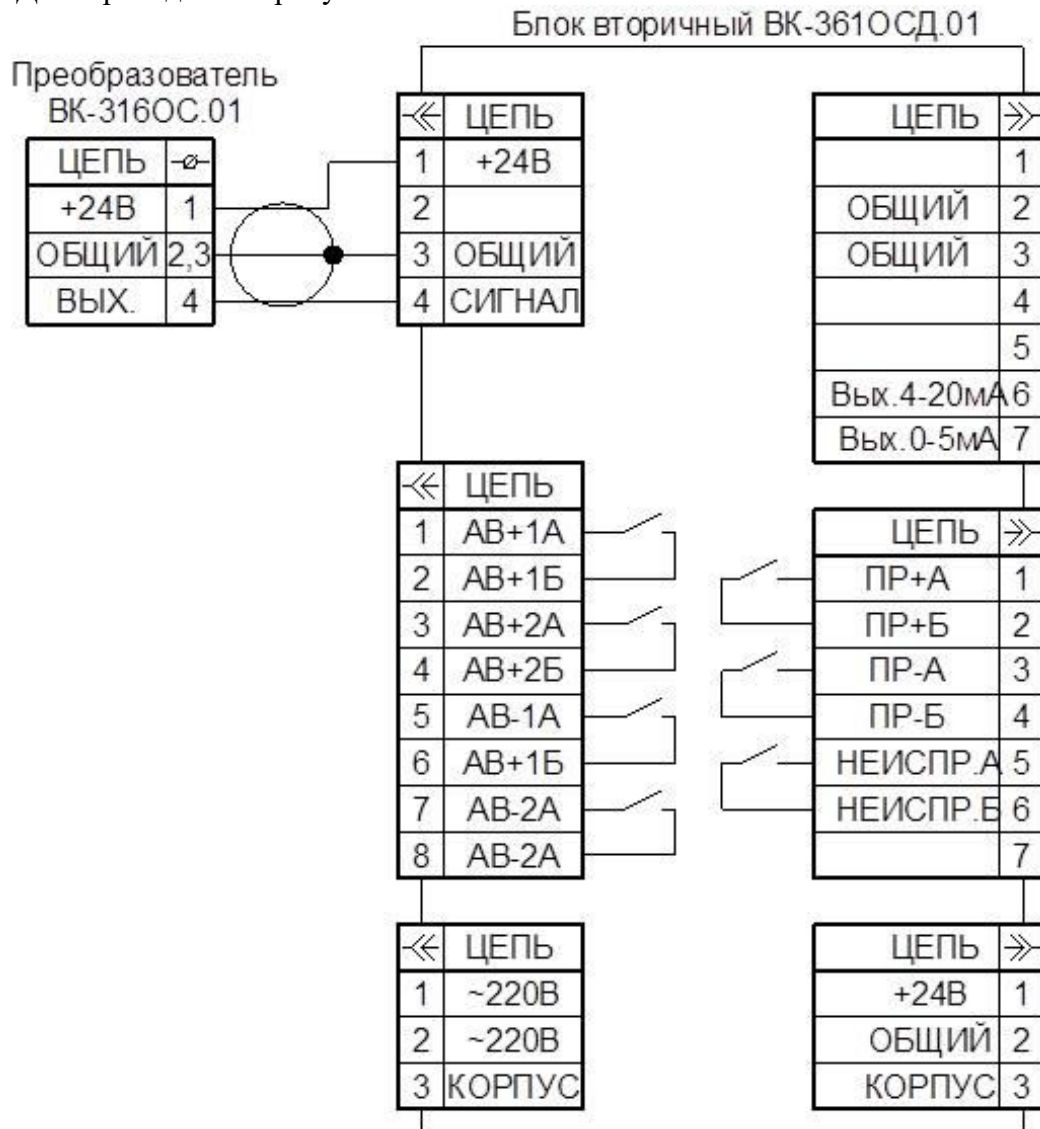 Блок вторичный ВК-361ОСД.01
Преобразователь
ВК-316ОС.01
ЦЕПЬ
+24В 1
ОБЩИЙ 2,3
ВЫХ. 4
ЦЕПЬ
1 +24В
2
3 ОБЩИЙ
4 СИГНАЛ
ЦЕПЬ
1
ОБЩИЙ 2
ОБЩИЙ 3
4
5
Вых.4-20мА 6
Вых.0-5мА 7
ЦЕПЬ
1 АВ+1А
2 АВ+1Б
3 АВ+2А
4 АВ+2Б
5 АВ-1А
6 АВ+1Б
7 АВ-2А
8 АВ-2А
ЦЕПЬ
ПР+А 1
ПР+Б 2
ПР-А 3
ПР-Б 4
НЕИСПР.А 5
НЕИСПР.Б 6
7
ЦЕПЬ
1 ~220В
2 ~220В
3 КОРПУС
ЦЕПЬ
+24В 1
ОБЩИЙ 2
КОРПУС 3